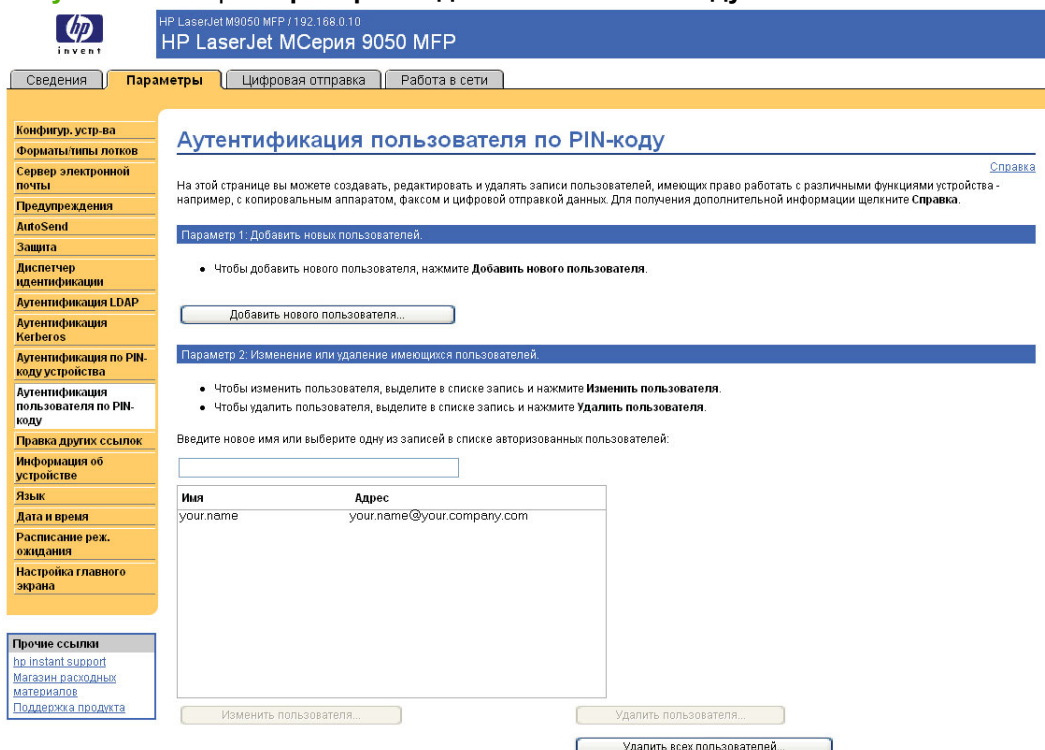 hp
invent
HP LaserJet M9050 MFP / 192.168.0.10
HP LaserJet MСерия 9050 MFP
Сведения
Параметры
Цифровая отправка
Работа в сети
Конфигур. устр-ва
Форматы/типы лотков
Сервер электронной
почты
Предупреждения
AutoSend
Защита
Диспетчер
идентификации
Аутентификация LDAP
Аутентификация
Kerberos
Аутентификация по PIN-
коду устройства
Аутентификация
пользователя по PIN-
коду
Правка других ссылок
Информация об
устройстве
Язык
Дата и время
Расписание реж.
ожидания
Настройка главного
экрана
Прочие ссылки
hp instant support
Магазин расходных
материалов
Поддержка продукта
Аутентификация пользователя по PIN-коду
Справка
На этой странице вы можете создавать, редактировать и удалять записи пользователей, имеющих право работать с различными функциями устройства -
например, с копировальным аппаратом, факсом и цифровой отправкой данных. Для получения дополнительной информации щелкните Справка.
Параметр 1: Добавить новых пользователей.
• Чтобы добавить нового пользователя, нажмите Добавить нового пользователя.
Добавить нового пользователя...
Параметр 2: Изменение или удаление имеющихся пользователей.
• Чтобы изменить пользователя, выделите в списке запись и нажмите Изменить пользователя.
• Чтобы удалить пользователя, выделите в списке запись и нажмите Удалить пользователя.
Введите новое имя или выберите одну из записей в списке авторизованных пользователей:
Имя Адрес
your.name your.name@your.company.com
Изменить пользователя...
Удалить пользователя...
Удалить всех пользователей...